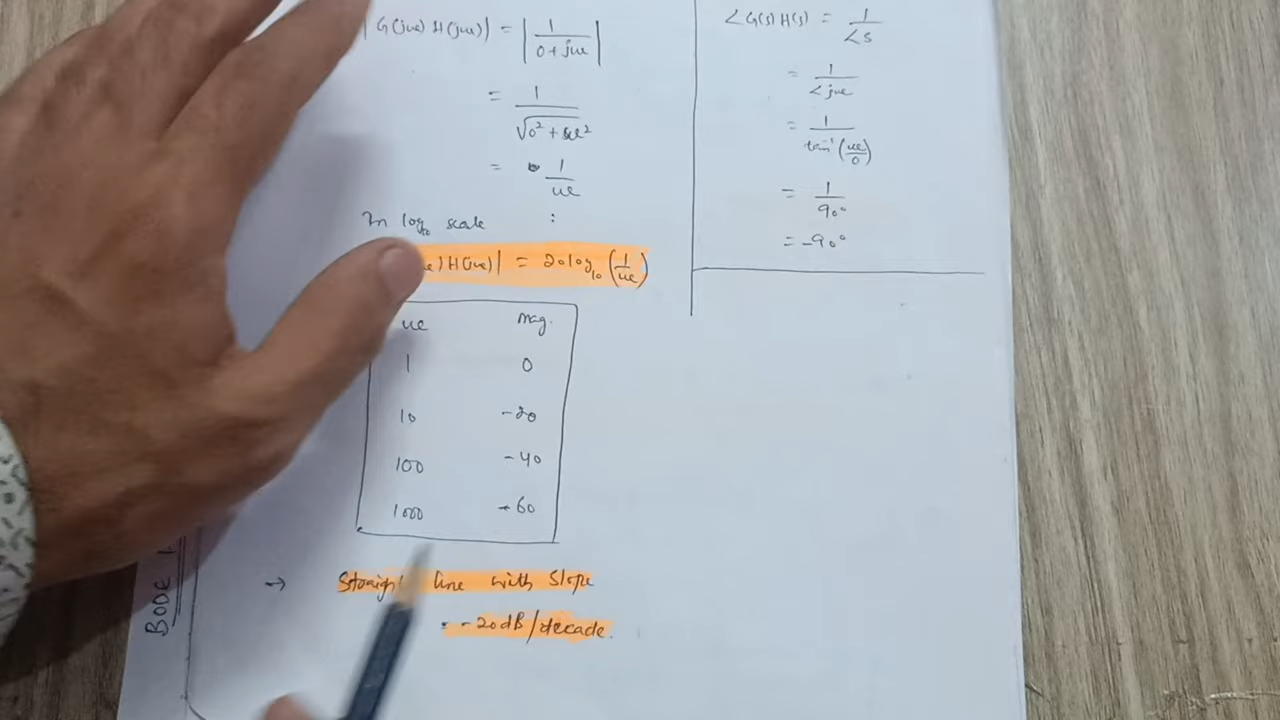 |G(jω) H(jω)| = |1/(0+jω)|
= 1/√(0²+ω²)
= 1/ω
In log₁₀ scale :
) H(jω)| = 20log₁₀ (1/ω)
ω mag.
1 0
10 -20
100 -40
1000 -60
→ Straight line with slope
= -20dB/decade.
∠G(s)H(s) = 1/∠s
= 1/∠jω
= 1/tan⁻¹(ω/0)
= 1/90°
= -90°
BODE